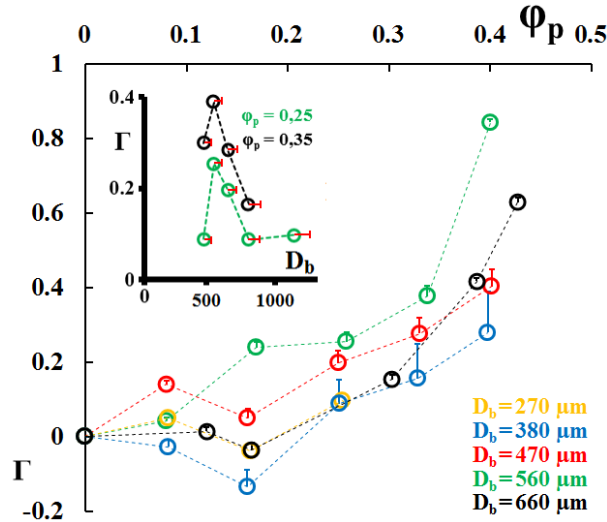 φp
0 0.1 0.2 0.3 0.4 0.5
1
0.8
0.6
0.4
0.2
0
-0.2
Γ
0.4
0.2
0
Γ
φp = 0,25
φp = 0,35
Db
0 500 1000
Db = 270 µm
Db = 380 µm
Db = 470 µm
Db = 560 µm
Db = 660 µm